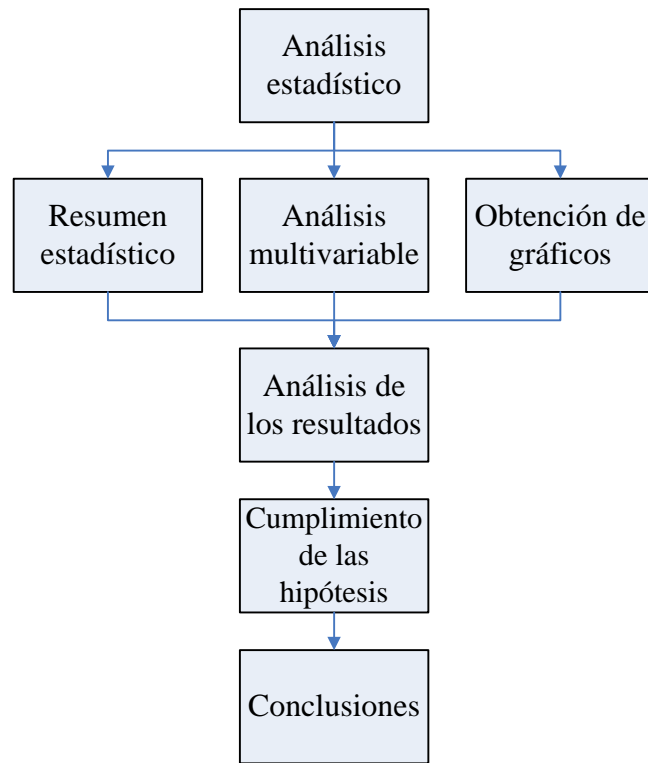 Análisis
estadístico
Resumen
estadístico
Análisis
multivariable
Obtención de
gráficos
Análisis de
los resultados
Cumplimiento
de las
hipótesis
Conclusiones